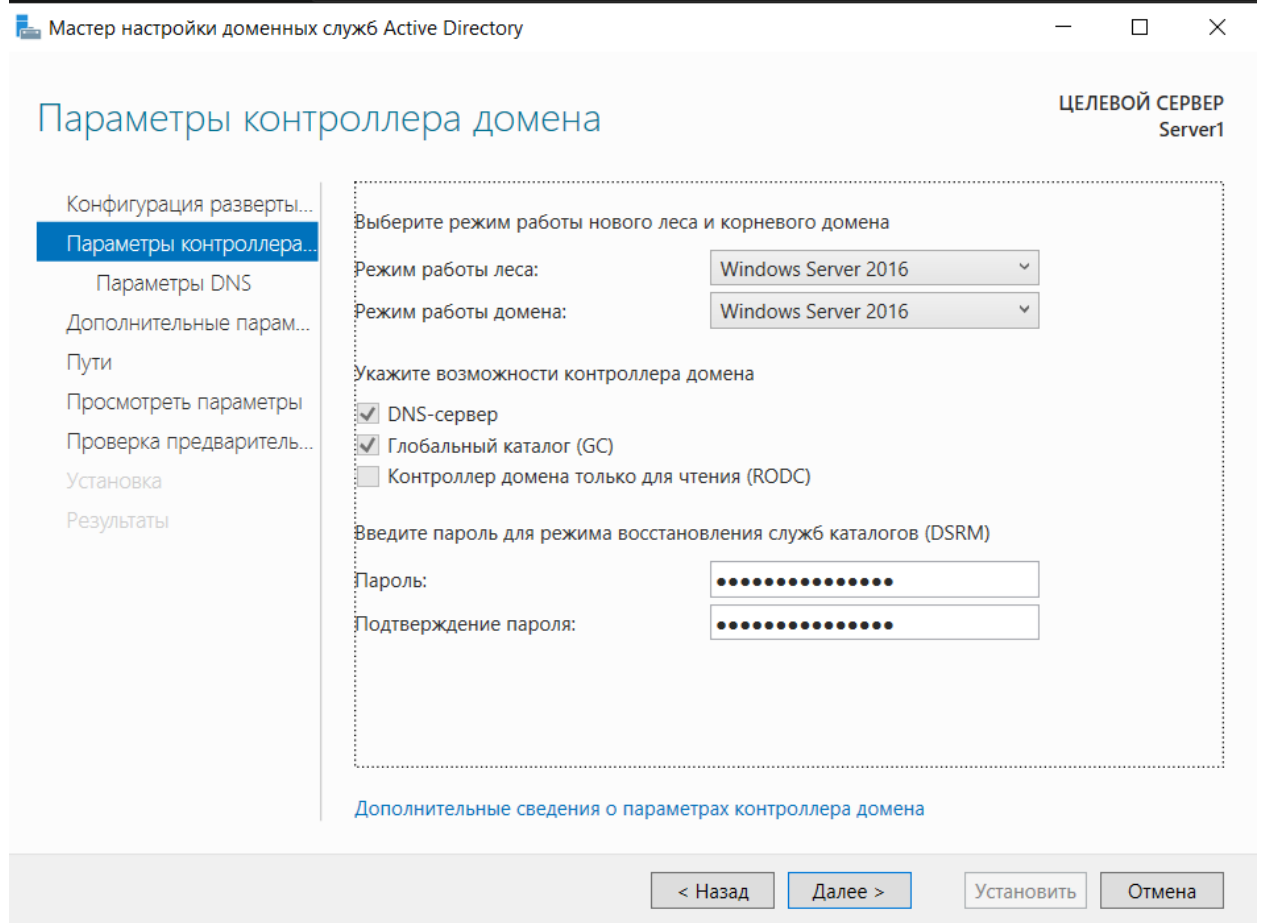 Мастер настройки доменных служб Active Directory
Параметры контроллера домена
ЦЕЛЕВОЙ СЕРВЕР
Server1
Конфигурация разверты...
Параметры контроллера...
Параметры DNS
Дополнительные парам...
Пути
Просмотреть параметры
Проверка предваритель...
Установка
Результаты
Выберите режим работы нового леса и корневого домена
Режим работы леса: Windows Server 2016
Режим работы домена: Windows Server 2016
Укажите возможности контроллера домена
DNS-сервер
Глобальный каталог (GC)
Контроллер домена только для чтения (RODC)
Введите пароль для режима восстановления служб каталогов (DSRM)
Пароль: •••••••••••••••
Подтверждение пароля: •••••••••••••••
Дополнительные сведения о параметрах контроллера домена
< Назад Далее > Установить Отмена